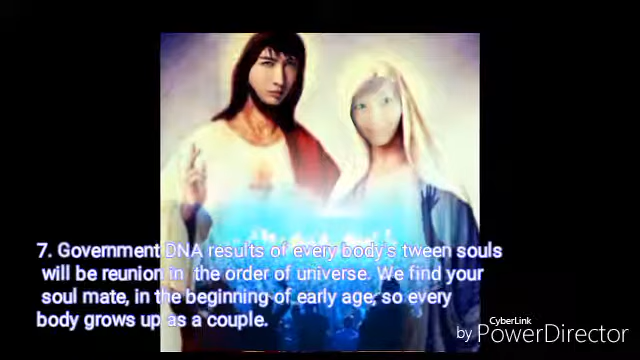 7. Government DNA results of every body's tween souls
will be reunion in the order of universe. We find your
soul mate, in the beginning of early age, so every
body grows up as a couple.
CyberLink
by PowerDirector